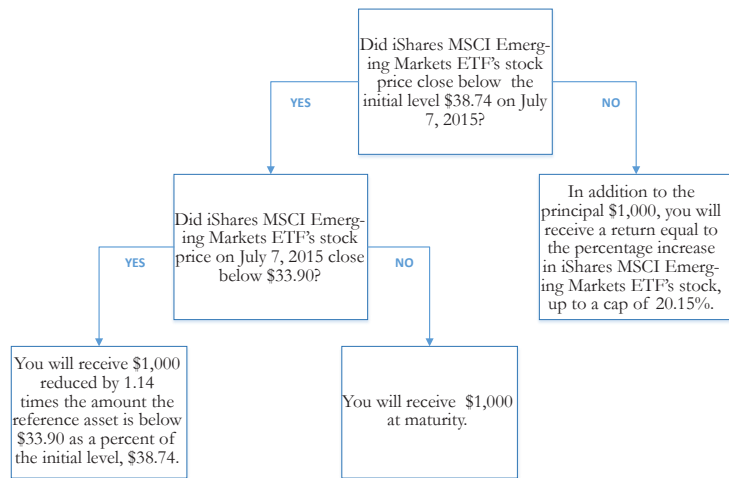 Did iShares MSCI Emerg-
ing Markets ETF's stock
price close below the
initial level $38.74 on July
7, 2015?
YES
NO
Did iShares MSCI Emerg-
ing Markets ETF's stock
price on July 7, 2015 close
below $33.90?
In addition to the
principal $1,000, you will
receive a return equal to
the percentage increase
in iShares MSCI Emerg-
ing Markets ETF's stock,
up to a cap of 20.15%.
YES
NO
You will receive $1,000
reduced by 1.14
times the amount the
reference asset is below
$33.90 as a percent of
the initial level, $38.74.
You will receive $1,000
at maturity.